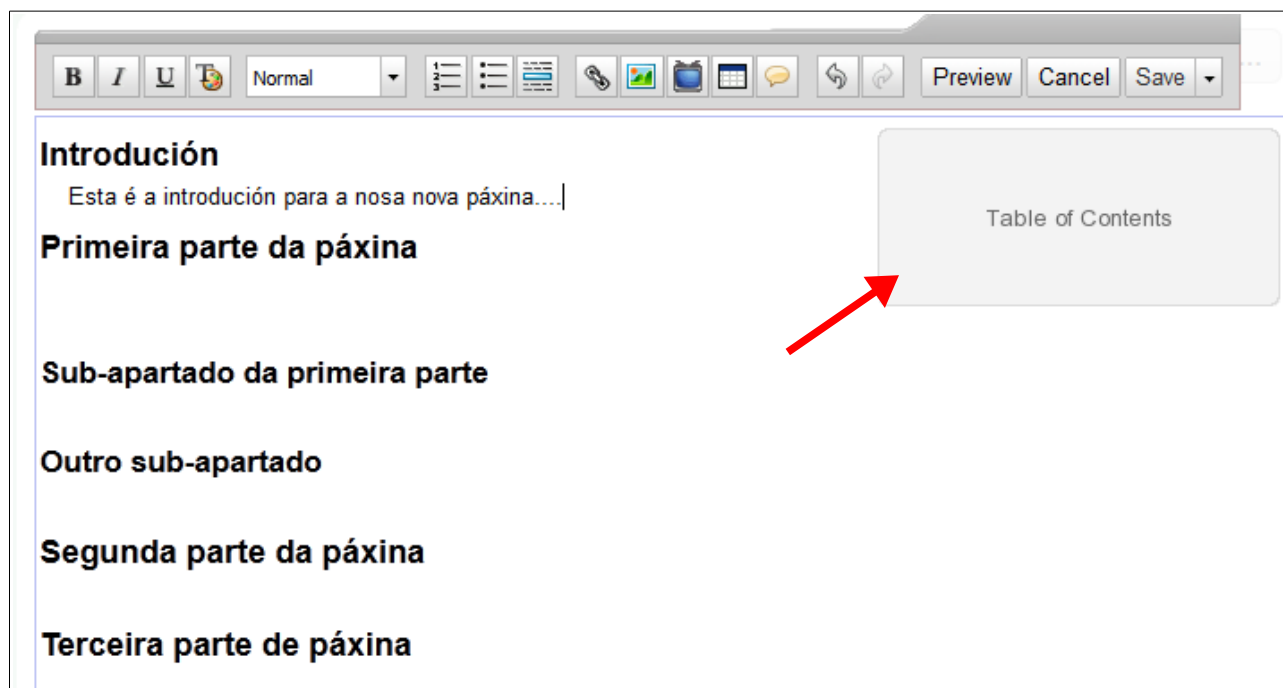 B I U T Normal Preview Cancel Save ...
Introdución
Esta é a introdución para a nosa nova páxina....
Table of Contents
Primeira parte da páxina
Sub-apartado da primeira parte
Outro sub-apartado
Segunda parte da páxina
Terceira parte de páxina